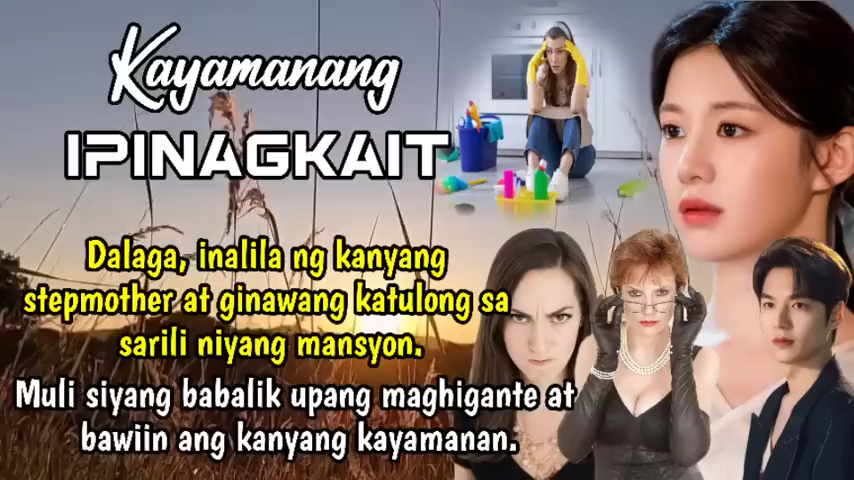 Kayamanang
IPINAGKAIT
Dalaga, inalila ng kanyang
stepmother at ginawang katulong sa
sarili niyang mansyon.
Muli siyang babalik upang maghigante at
bawiin ang kanyang kayamanan.